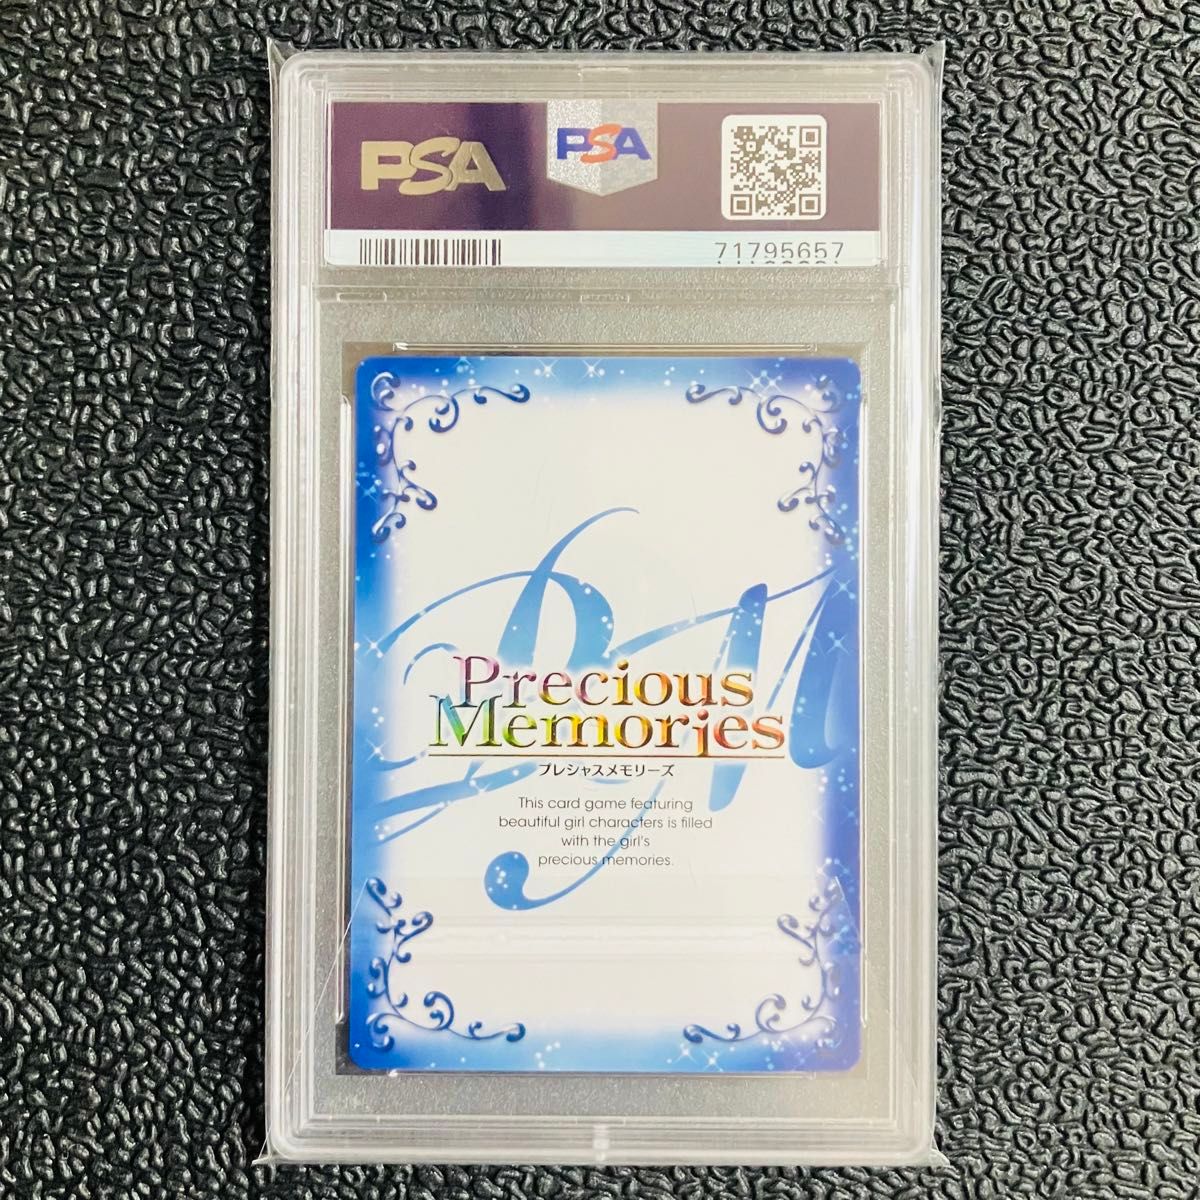 PSA
PSA
71795657
Precious
Memories
プレシャスメモリーズ
This card game featuring
beautiful girl characters is filled
with the girl's
precious memories.